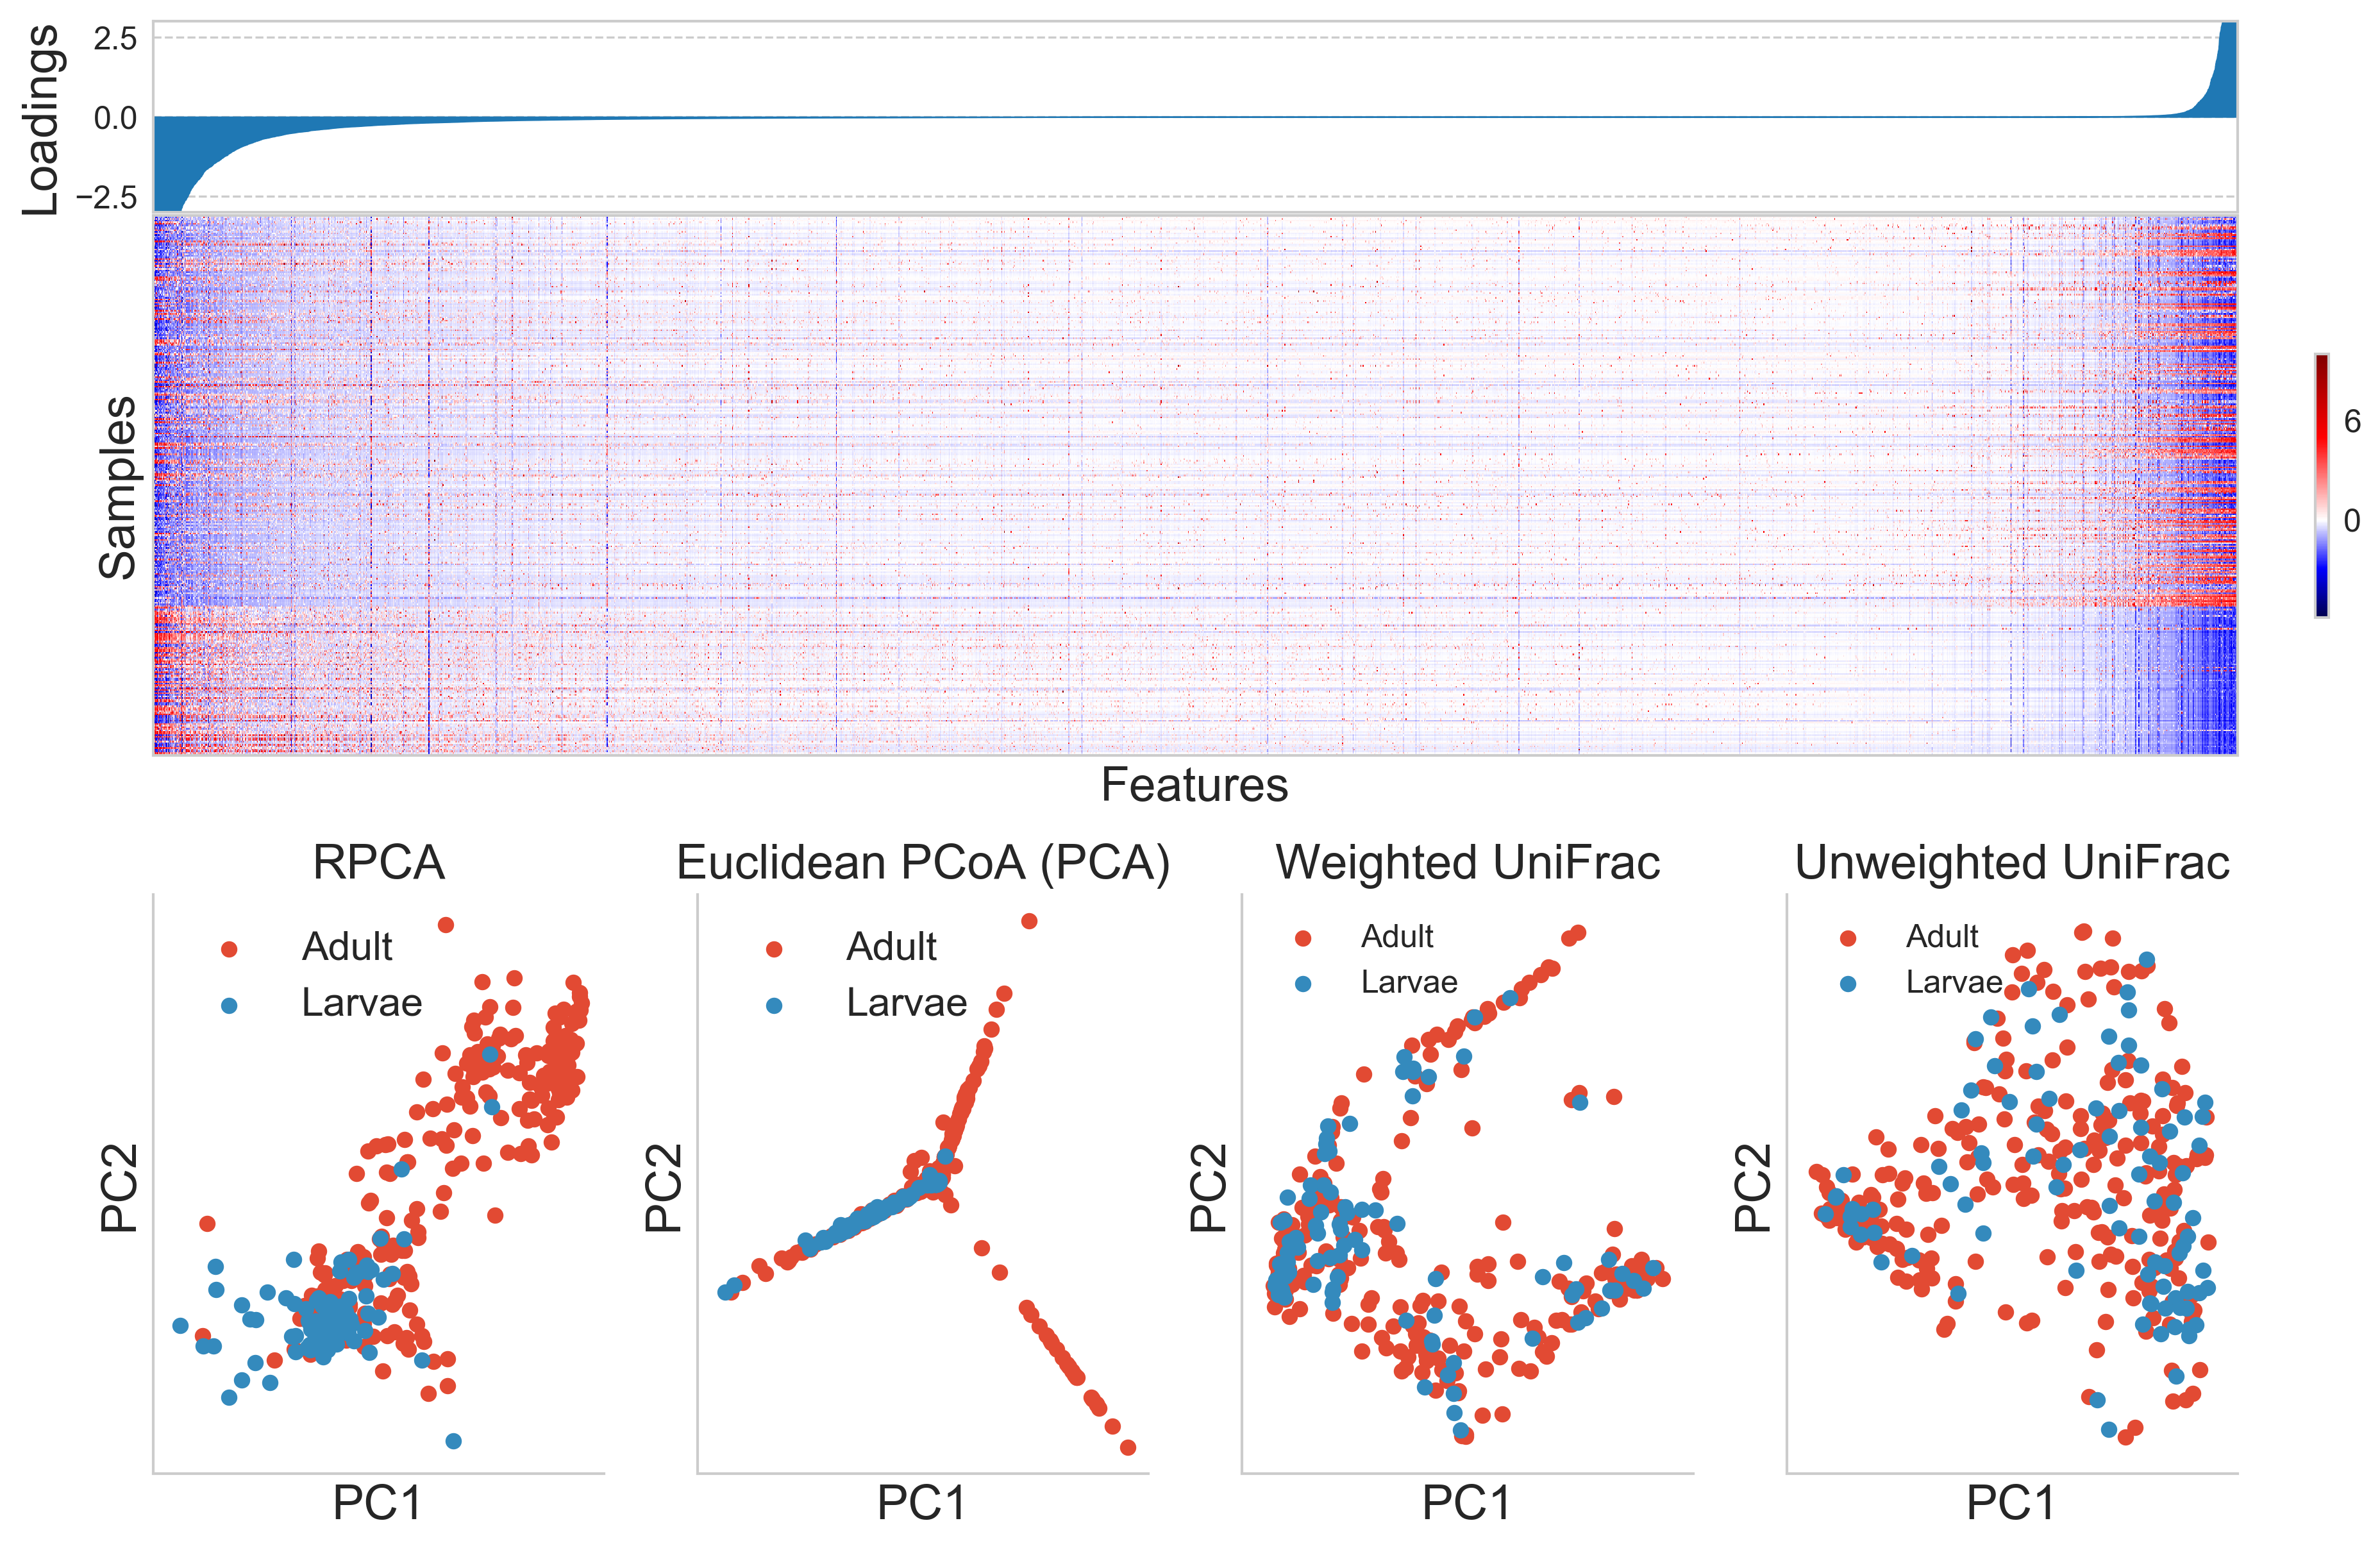 Loadings
2.5
0.0
−2.5
Samples
6
0
Features
RPCA
Adult
Larvae
PC2
PC1
Euclidean PCoA (PCA)
Adult
Larvae
PC2
PC1
Weighted UniFrac
Adult
Larvae
PC2
PC1
Unweighted UniFrac
Adult
Larvae
PC2
PC1